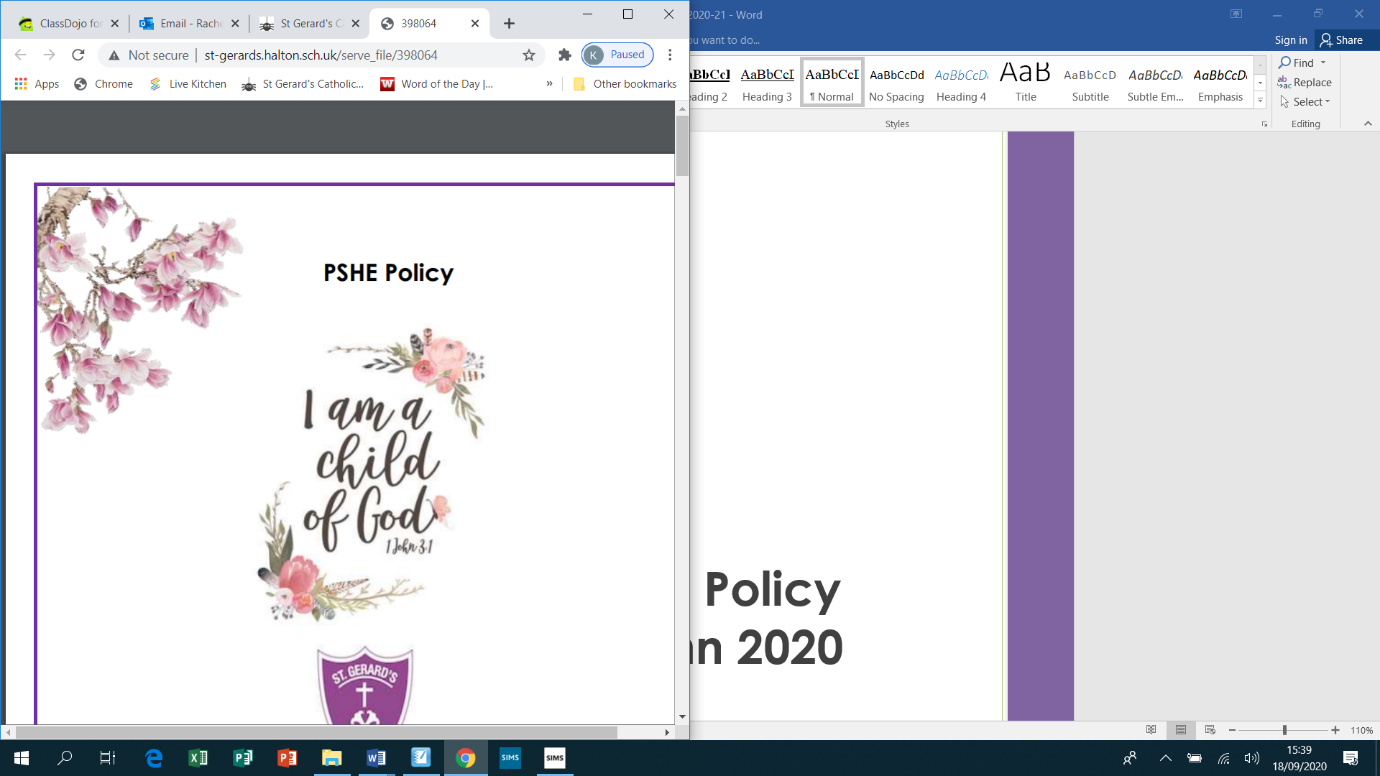 ClassDojo fo
Email - Rache
St Gerard's C
398064
2020-21 - Word
Not secure | st-gerards.halton.sch.uk/serve_file/398064
K Paused
ou want to do...
Sign in
Share
Apps
Chrome
Live Kitchen
St Gerard's Catholic...
Word of the Day |...
»
Other bookmarks
AaBbCcI
AaBbCcI
AaBbCcI
AaBbCcDd
AaBbCcD
AaB
AaBbCcD
AaBbCcD
AaBbCcD
eading 2
Heading 3
¶ Normal
No Spacing
Heading 4
Title
Subtitle
Subtle Em...
Emphasis
Find
Replace
Select
Styles
Editing
PSHE Policy
I am a
child
of God
1 John 3:1
ST. GERARD'S
Policy
n 2020
110%
SIMS
SIMS
15:39
18/09/2020